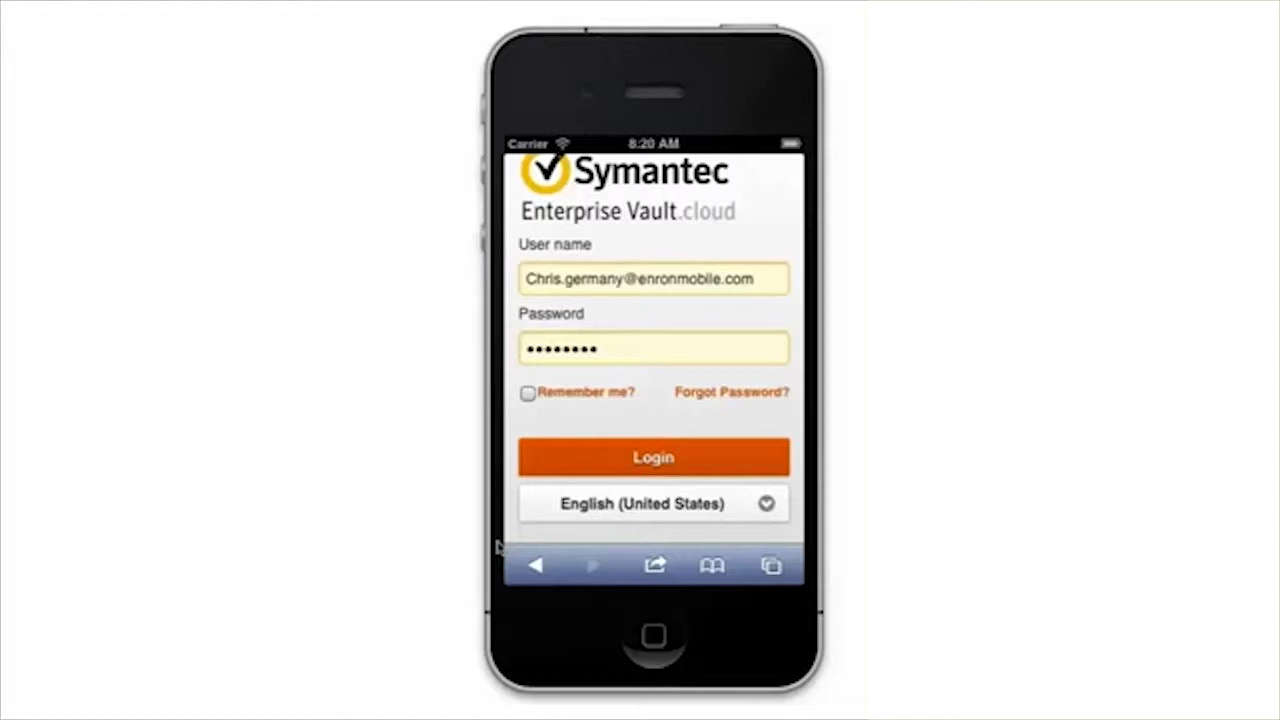 Carrier 8:20 AM
Symantec
Enterprise Vault.cloud
User name
Chris.germany@enronmobile.com
Password
••••••••
Remember me? Forgot Password?
Login
English (United States)